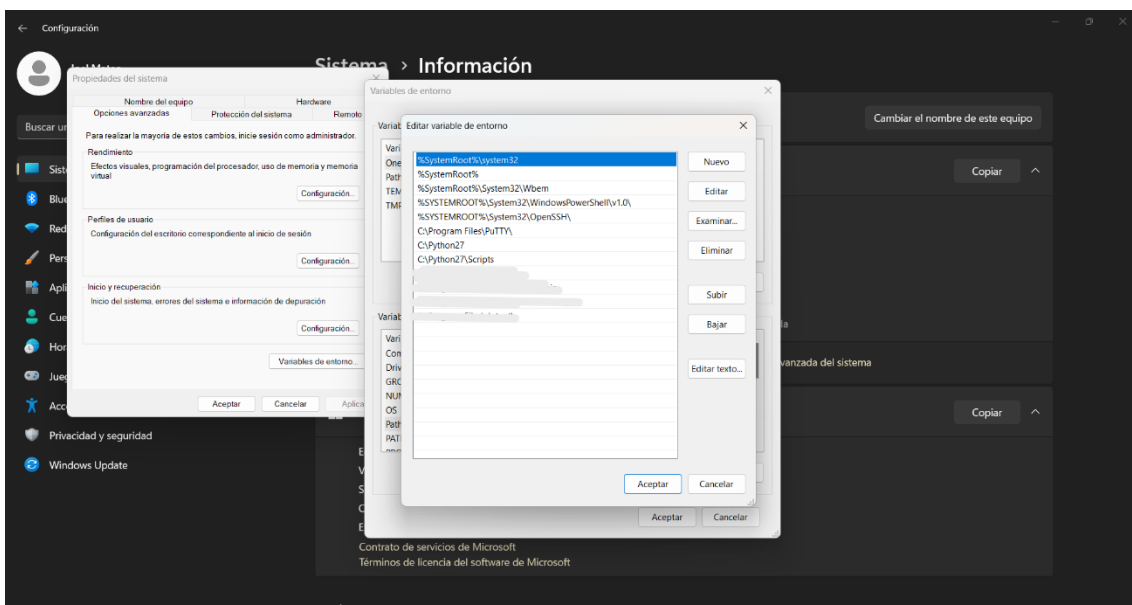 Configuración
Sistema > Información
Buscar
Bluetooth
Privacidad y seguridad
Windows Update
Cambiar el nombre de este equipo
Copiar
avanzada del sistema
Copiar
Contrato de servicios de Microsoft
Términos de licencia del software de Microsoft
Propiedades del sistema
Nombre del equipo
Hardware
Opciones avanzadas
Protección del sistema
Remoto
Para realizar la mayoría de estos cambios, inicie sesión como administrador.
Rendimiento
Efectos visuales, programación del procesador, uso de memoria y memoria
virtual
Configuración...
Perfiles de usuario
Configuración del escritorio correspondiente al inicio de sesión
Configuración...
Inicio y recuperación
Inicio del sistema, errores del sistema e información de depuración
Configuración...
Variables de entorno...
Aceptar
Cancelar
Variables de entorno
OS
Path
Aceptar
Cancelar
Editar variable de entorno
%SystemRoot%\system32
%SystemRoot%
%SystemRoot%\System32\Wbem
%SYSTEMROOT%\System32\WindowsPowerShell\v1.0\
%SYSTEMROOT%\System32\OpenSSH\
C:\Program Files\PuTTY\
C:\Python27
C:\Python27\Scripts
Nuevo
Editar
Examinar...
Eliminar
Subir
Bajar
Editar texto...
Aceptar
Cancelar